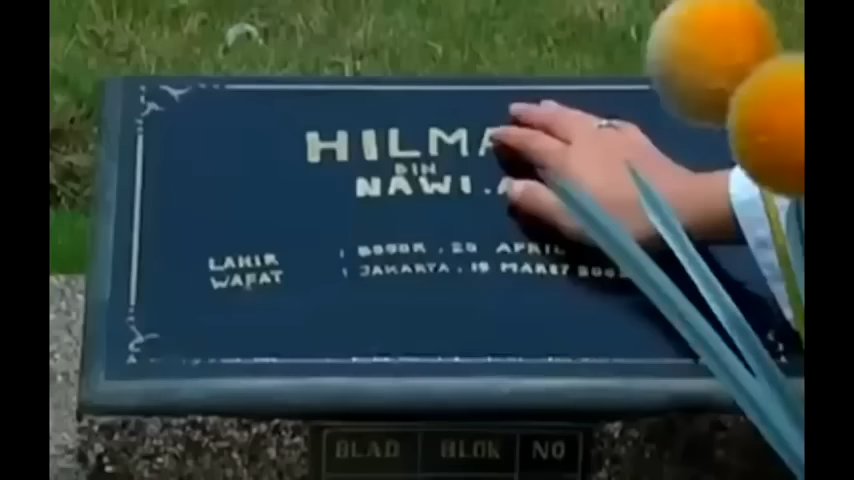 HILMA
BIN
NAWI.A
LAHIR : BOGOR, 20 APRIL
WAFAT : JAKARTA, 19 MARET
BLAD BLOK NO